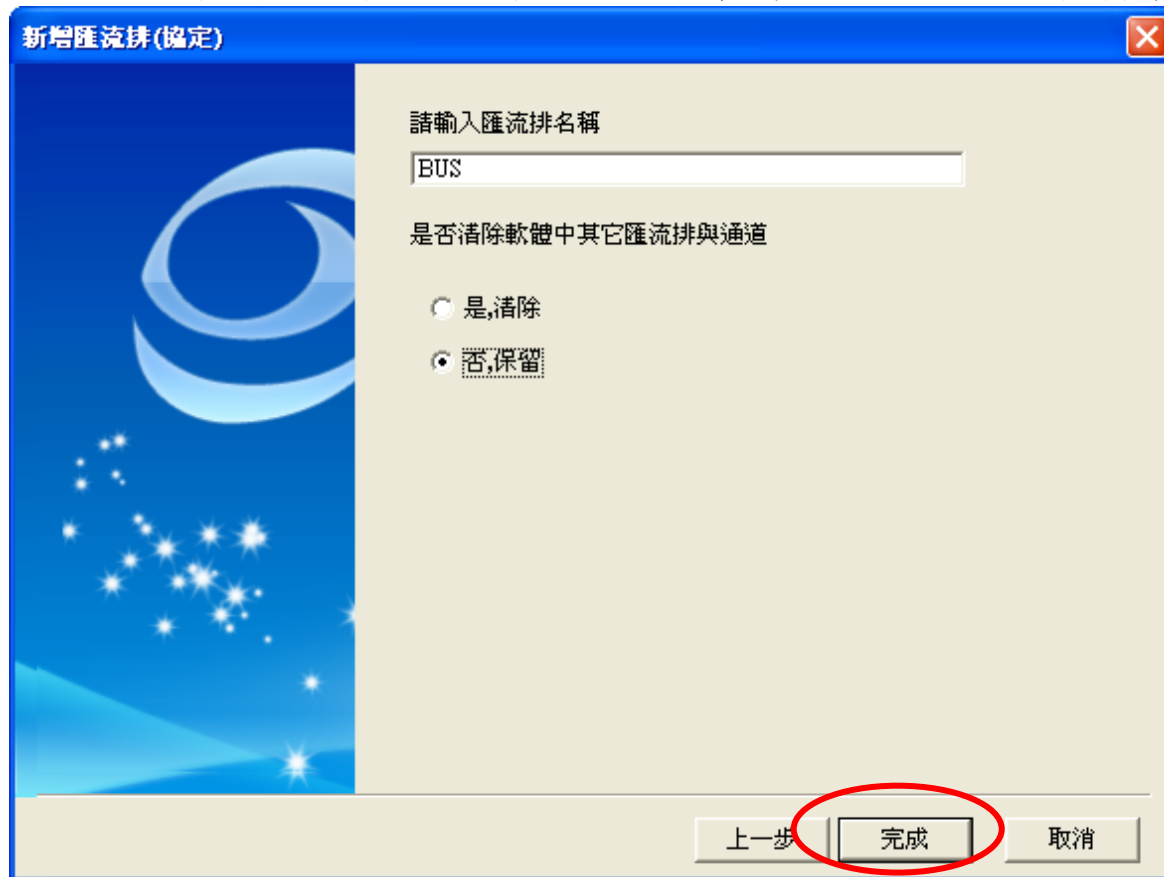 新增匯流排(協定)
請輸入匯流排名稱
BUS
是否清除軟體中其它匯流排與通道
是,清除
否,保留
上一步
完成
取消